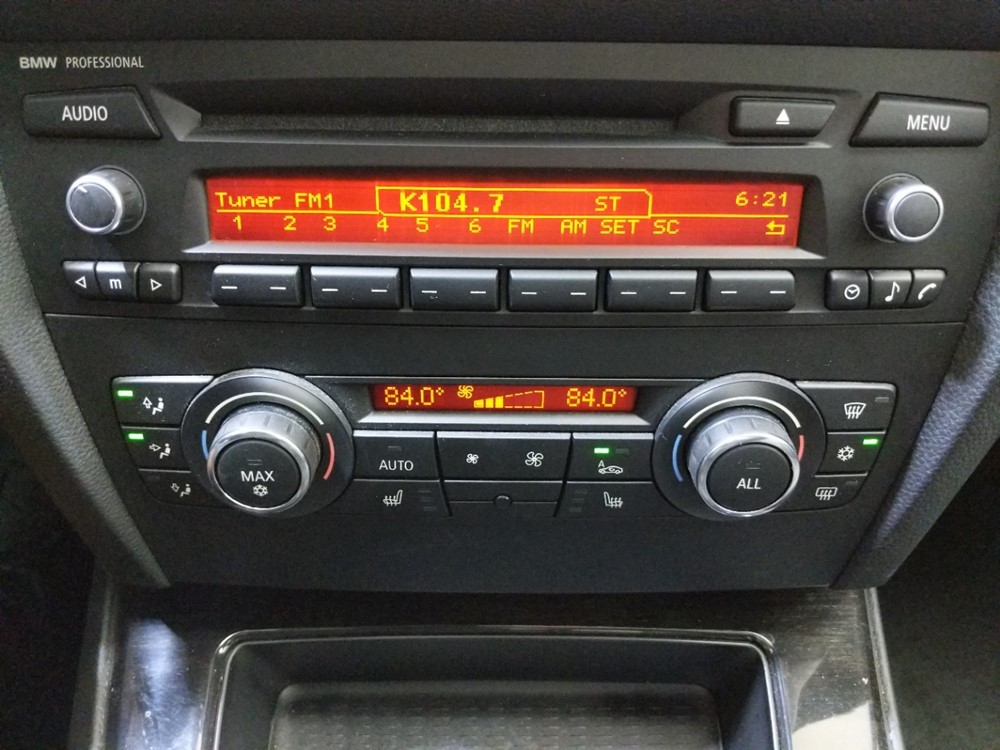 BMW PROFESSIONAL
AUDIO
MENU
Tuner FM1 K104.7 ST 6:21
1 2 3 4 5 6 FM AM SET SC
m
84.0° 84.0°
MAX
AUTO
A
ALL